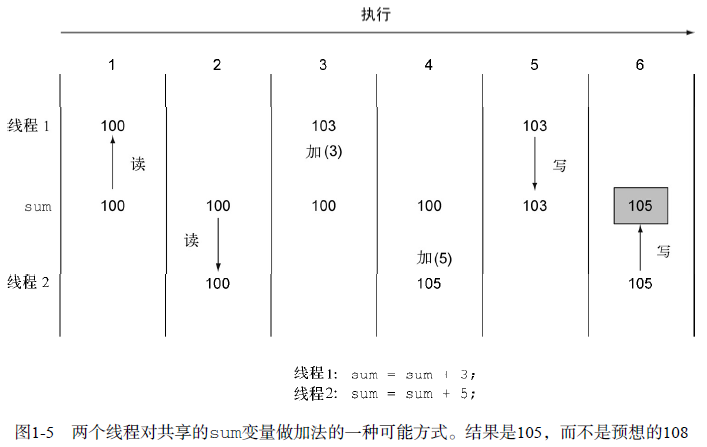 执行
1 2 3 4 5 6
线程1 100 103 103
读 加(3) 写
sum 100 100 100 100 103 105
读 加(5) 写
线程2 100 105 105
线程1: sum = sum + 3;
线程2: sum = sum + 5;
图1-5 两个线程对共享的sum变量做加法的一种可能方式。结果是105，而不是预想的108